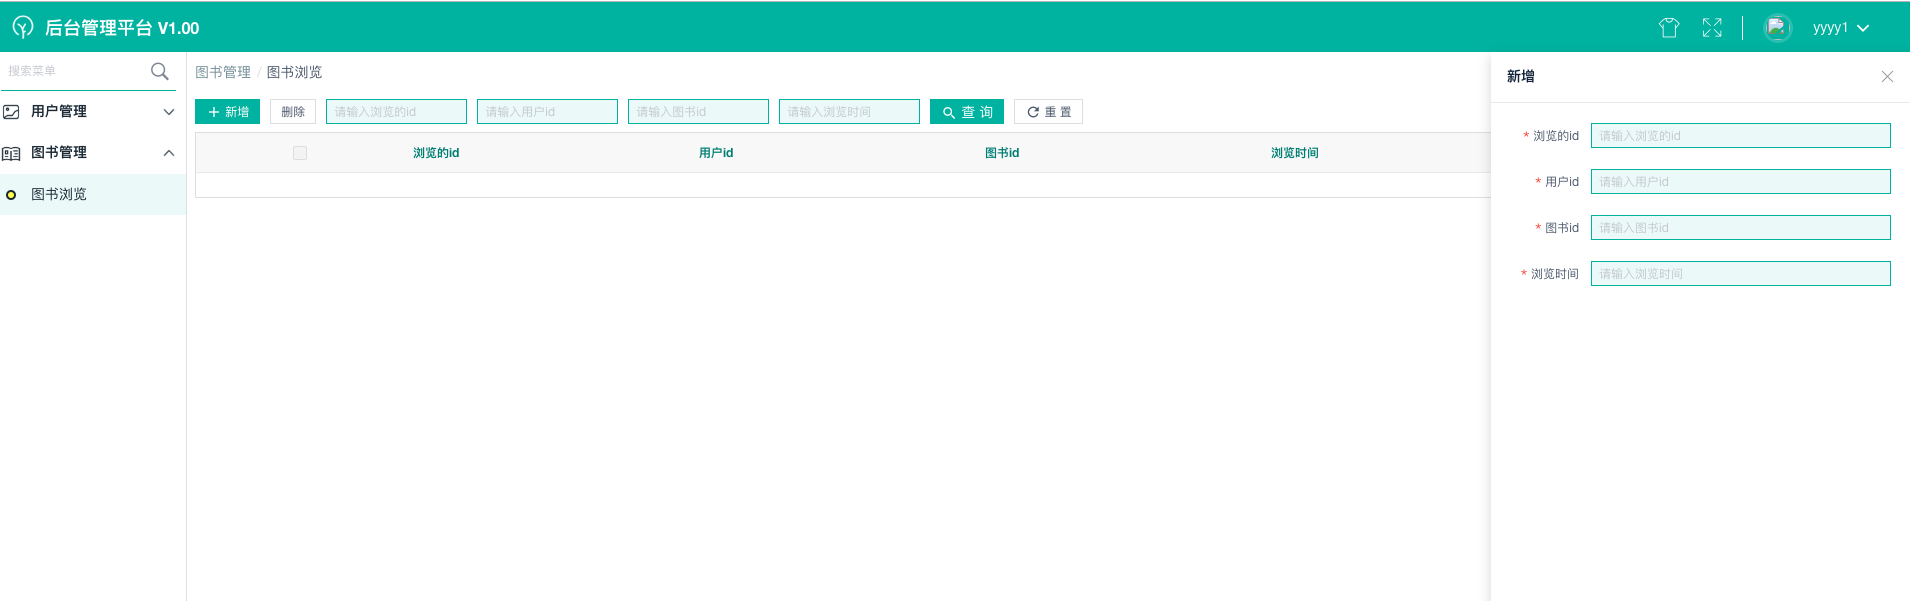 后台管理平台 V1.00
yyyy1
搜索菜单
图书管理 / 图书浏览
新增
用户管理
+ 新增 删除 请输入浏览的id 请输入用户id 请输入图书id 请输入浏览时间 查 询 重 置
图书管理
浏览的id 用户id 图书id 浏览时间
图书浏览
* 浏览的id 请输入浏览的id
* 用户id 请输入用户id
* 图书id 请输入图书id
* 浏览时间 请输入浏览时间